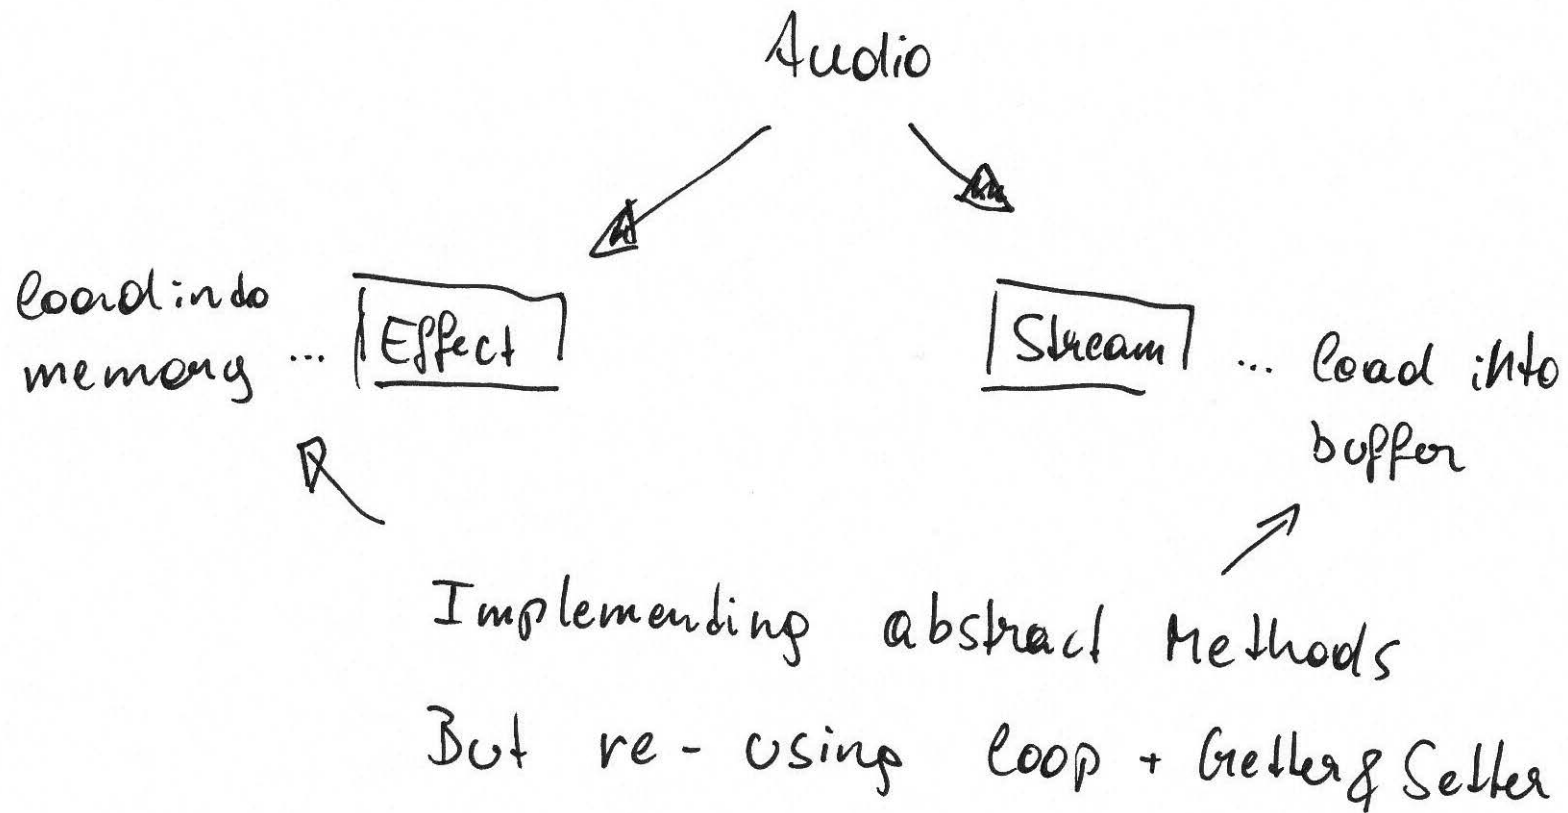 Audio
load into
memory ... Effect
Stream ... load into
buffer
Implementing abstract Methods
But re-using loop + Getter & Setter